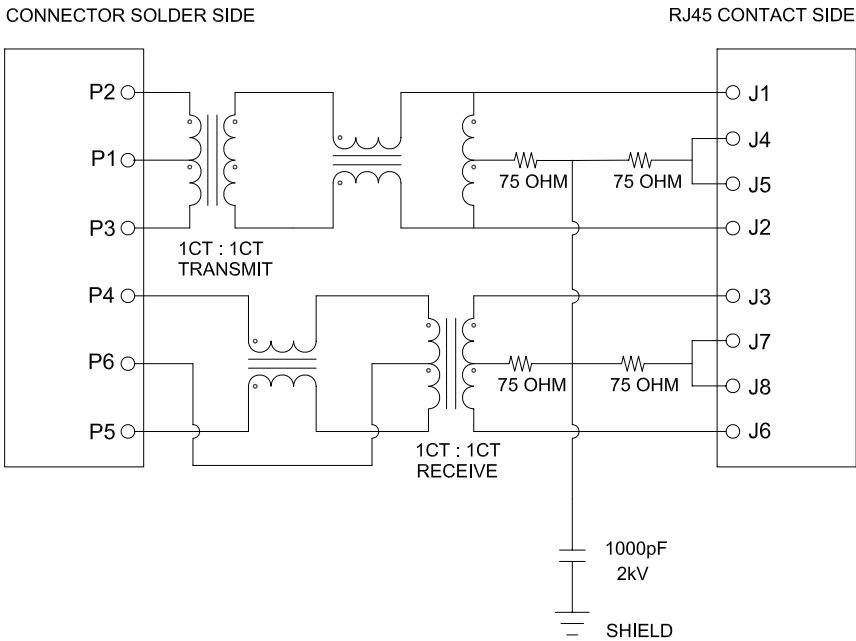 CONNECTOR SOLDER SIDE
RJ45 CONTACT SIDE
P2
J1
P1
J4
75 OHM
75 OHM
J5
P3
J2
1CT : 1CT
TRANSMIT
P4
J3
P6
J7
75 OHM
75 OHM
J8
P5
J6
1CT : 1CT
RECEIVE
1000pF
2kV
SHIELD